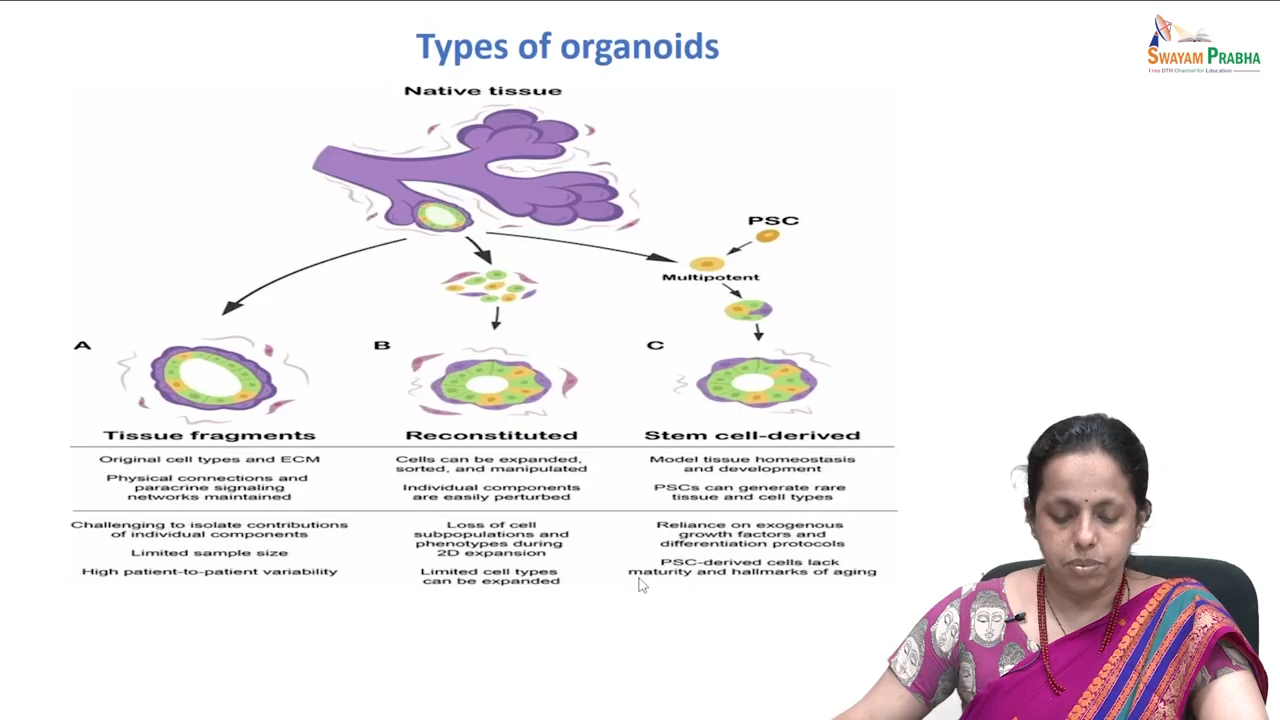 Types of organoids
SWAYAM PRABHA
Free DTH Channel for Education
Native tissue
PSC
Multipotent
A
B
C
Tissue fragments
Original cell types and ECM
Physical connections and
paracrine signaling
networks maintained
Challenging to isolate contributions
of individual components
Limited sample size
High patient-to-patient variability
Reconstituted
Cells can be expanded,
sorted, and manipulated
Individual components
are easily perturbed
Loss of cell
subpopulations and
phenotypes during
2D expansion
Limited cell types
can be expanded
Stem cell-derived
Model tissue homeostasis
and development
PSCs can generate rare
tissue and cell types
Reliance on exogenous
growth factors and
differentiation protocols
PSC-derived cells lack
maturity and hallmarks of aging